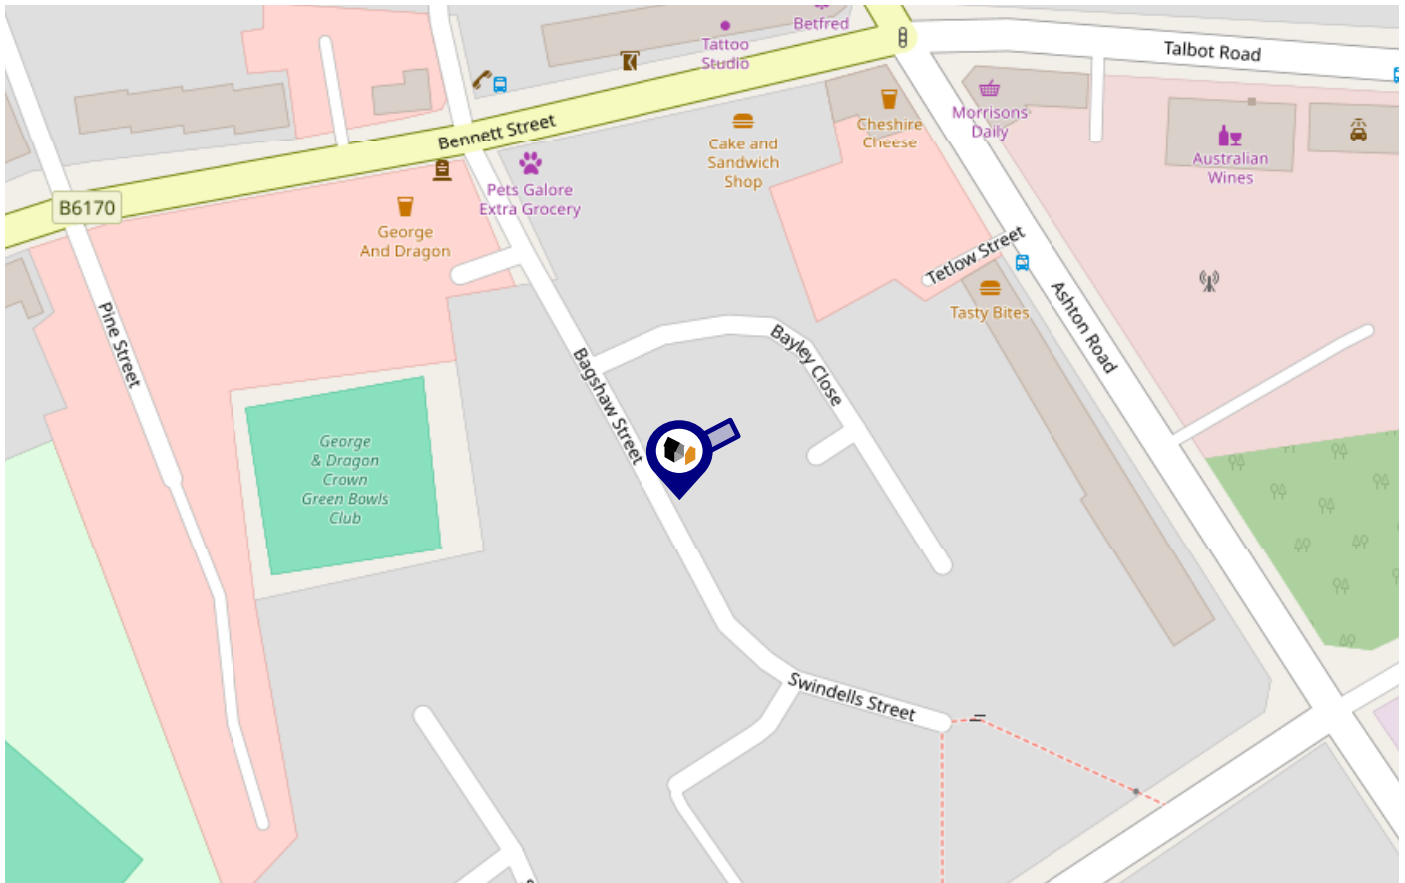 Betfred
Tattoo
Studio
Talbot Road
Bennett Street
Cheshire
Cheese
Morrisons
Daily
Cake and
Sandwich
Shop
Australian
Wines
Pets Galore
Extra Grocery
B6170
George
And Dragon
Tetlow Street
Tasty Bites
Ashton Road
Pine Street
Bagshaw Street
Bayley Close
George
& Dragon
Crown
Green Bowls
Club
Swindells Street